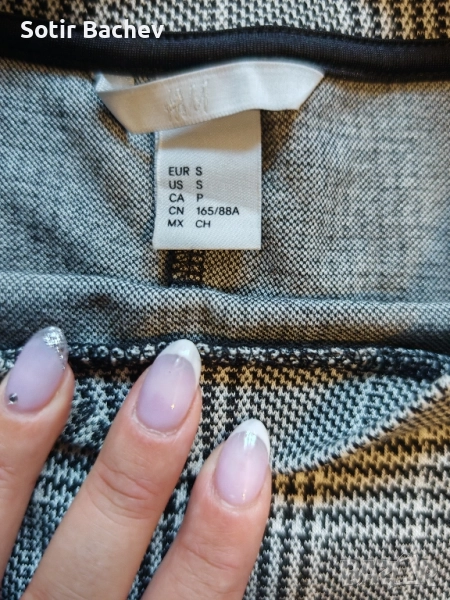 Sotir Bachev
H&M
EUR S
US S
CA P
CN 165/88A
MX CH